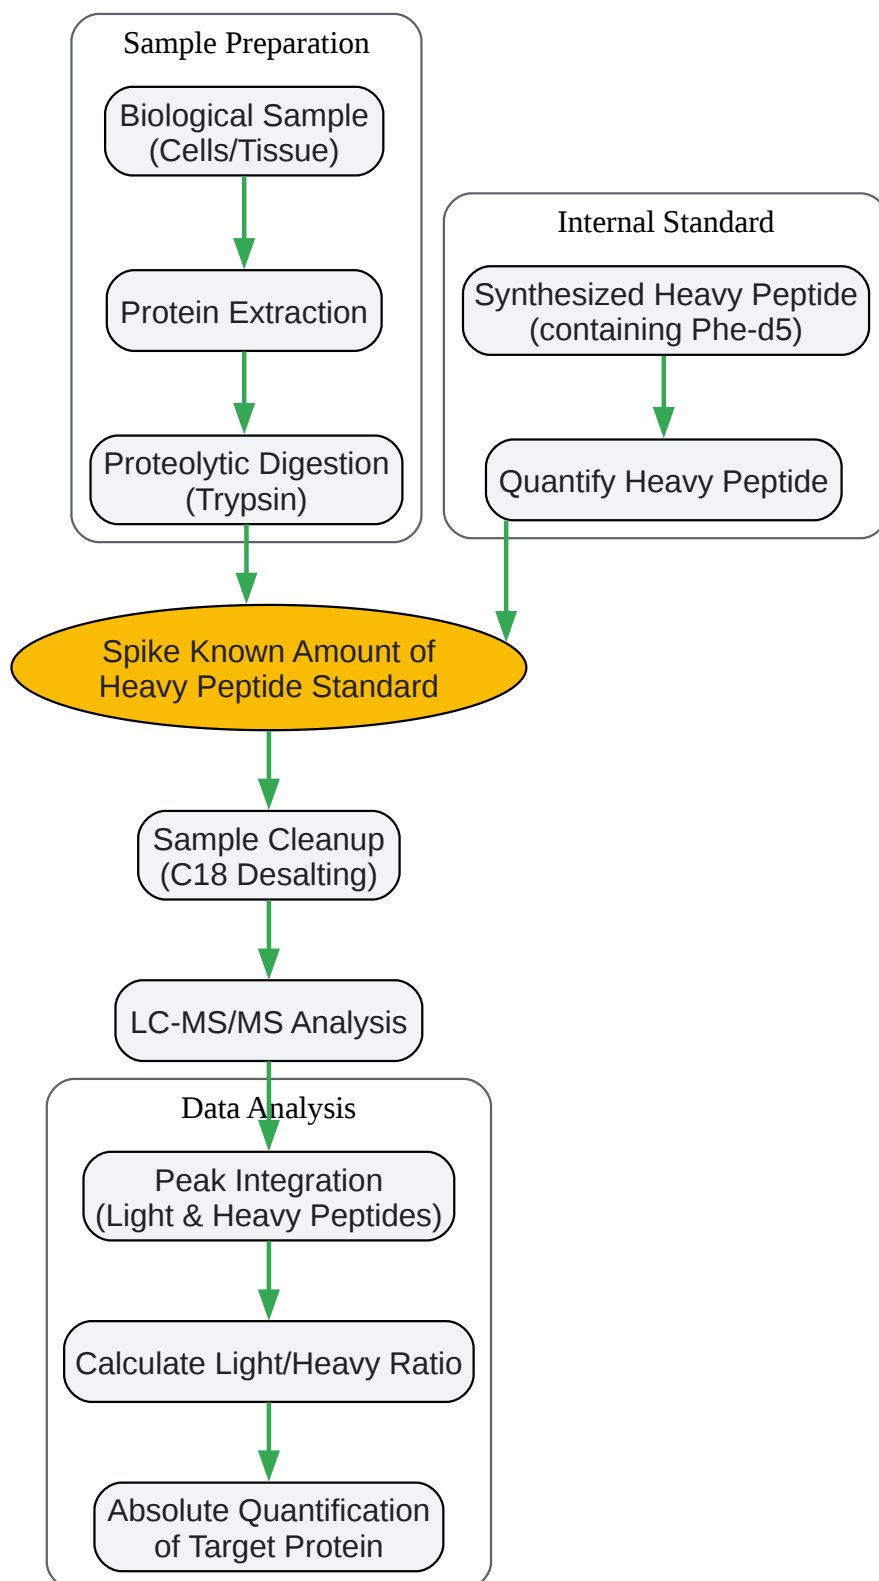 Sample Preparation
Biological Sample
(Cells/Tissue)
Protein Extraction
Proteolytic Digestion
(Trypsin)
Internal Standard
Synthesized Heavy Peptide
(containing Phe-d5)
Quantify Heavy Peptide
Spike Known Amount of
Heavy Peptide Standard
Sample Cleanup
(C18 Desalting)
LC-MS/MS Analysis
Data Analysis
Peak Integration
(Light & Heavy Peptides)
Calculate Light/Heavy Ratio
Absolute Quantification
of Target Protein